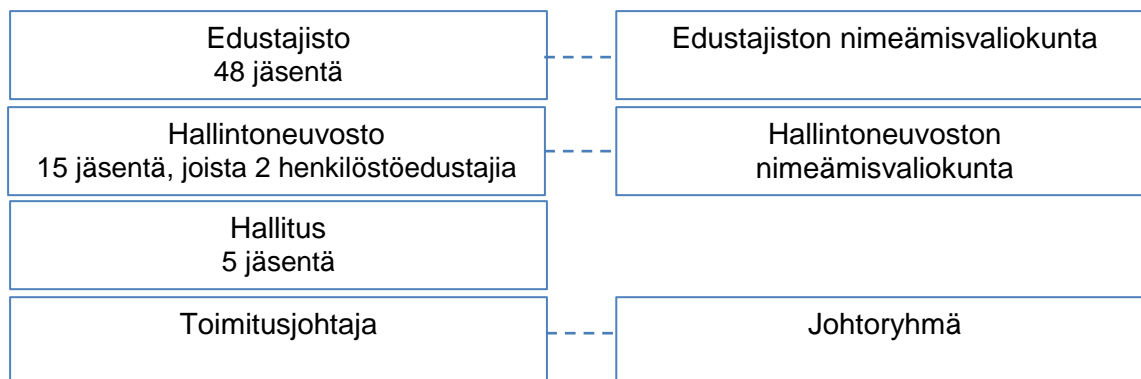 Edustajisto
48 jäsentä
Edustajiston nimeämisvaliokunta
Hallintoneuvosto
15 jäsentä, joista 2 henkilöstöedustajia
Hallintoneuvoston
nimeämisvaliokunta
Hallitus
5 jäsentä
Toimitusjohtaja
Johtoryhmä